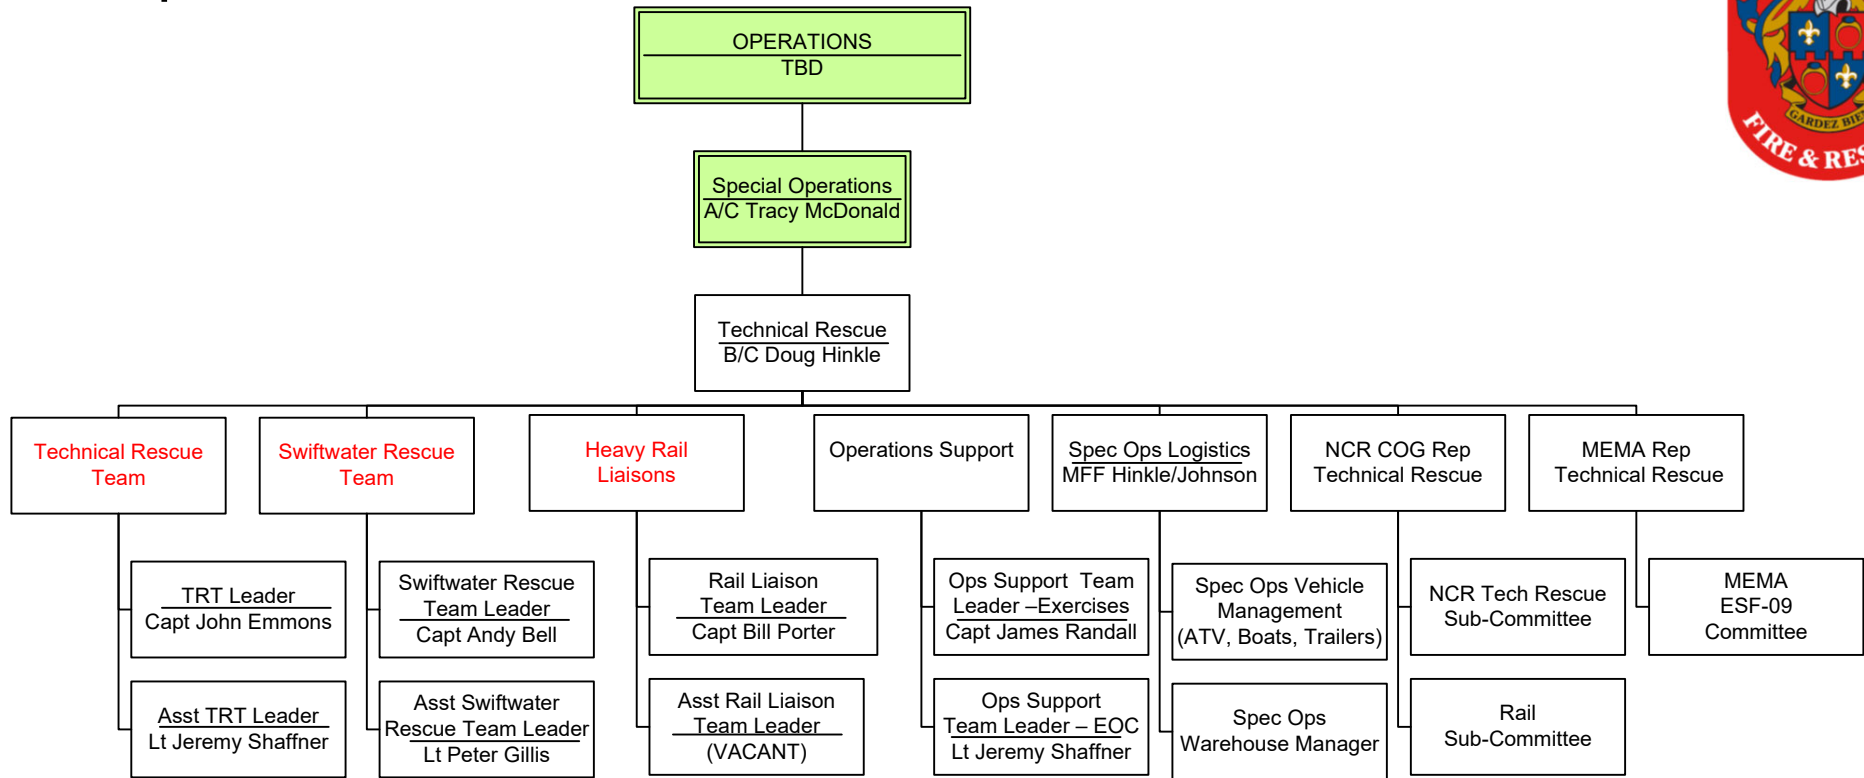 OPERATIONS
TBD
GARDEZ
FIRE & RES
Special Operations
A/C Tracy McDonald
Technical Rescue
B/C Doug Hinkle
Technical Rescue
Team
Swiftwater Rescue
Team
Heavy Rail
Liaisons
Operations Support
Spec Ops Logistics
MFF Hinkle/Johnson
NCR COG Rep
Technical Rescue
MEMA Rep
Technical Rescue
TRT Leader
Capt John Emmons
Swiftwater Rescue
Team Leader
Capt Andy Bell
Rail Liaison
Team Leader
Capt Bill Porter
Ops Support Team
Leader –Exercises
Capt James Randall
Spec Ops Vehicle
Management
(ATV, Boats, Trailers)
NCR Tech Rescue
Sub-Committee
MEMA
ESF-09
Committee
Asst TRT Leader
Lt Jeremy Shaffner
Asst Swiftwater
Rescue Team Leader
Lt Peter Gillis
Asst Rail Liaison
Team Leader
(VACANT)
Ops Support
Team Leader – EOC
Lt Jeremy Shaffner
Spec Ops
Warehouse Manager
Rail
Sub-Committee